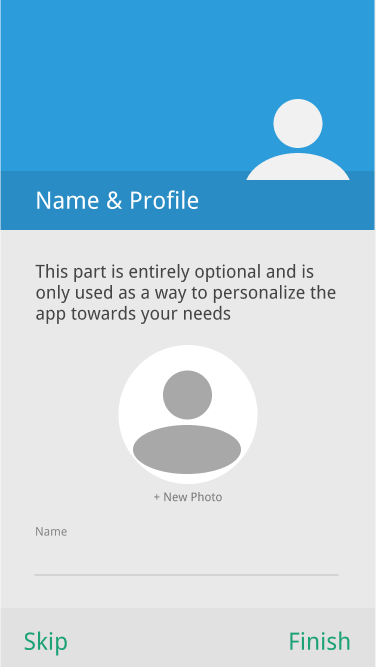 Name & Profile
This part is entirely optional and is
only used as a way to personalize the
app towards your needs
+ New Photo
Name
Skip
Finish